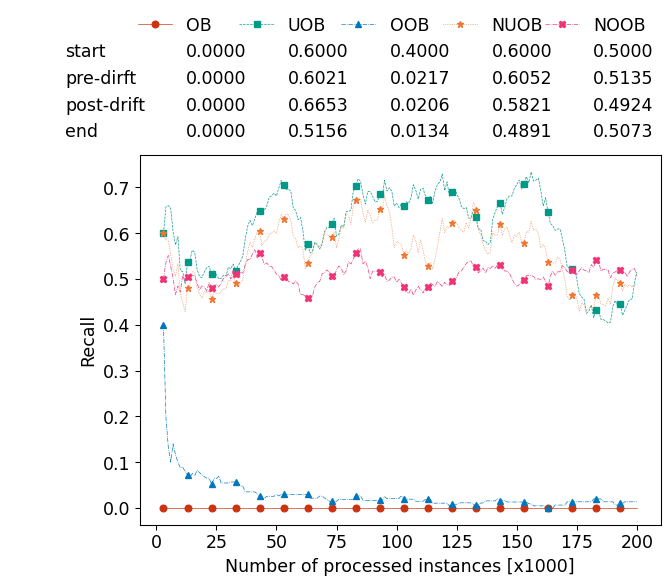 OB UOB OOB NUOB NOOB
start 0.0000 0.6000 0.4000 0.6000 0.5000
pre-dirft 0.0000 0.6021 0.0217 0.6052 0.5135
post-drift 0.0000 0.6653 0.0206 0.5821 0.4924
end 0.0000 0.5156 0.0134 0.4891 0.5073
0.7
0.6
0.5
0.4
0.3
0.2
0.1
0.0
Recall
0 25 50 75 100 125 150 175 200
Number of processed instances [x1000]